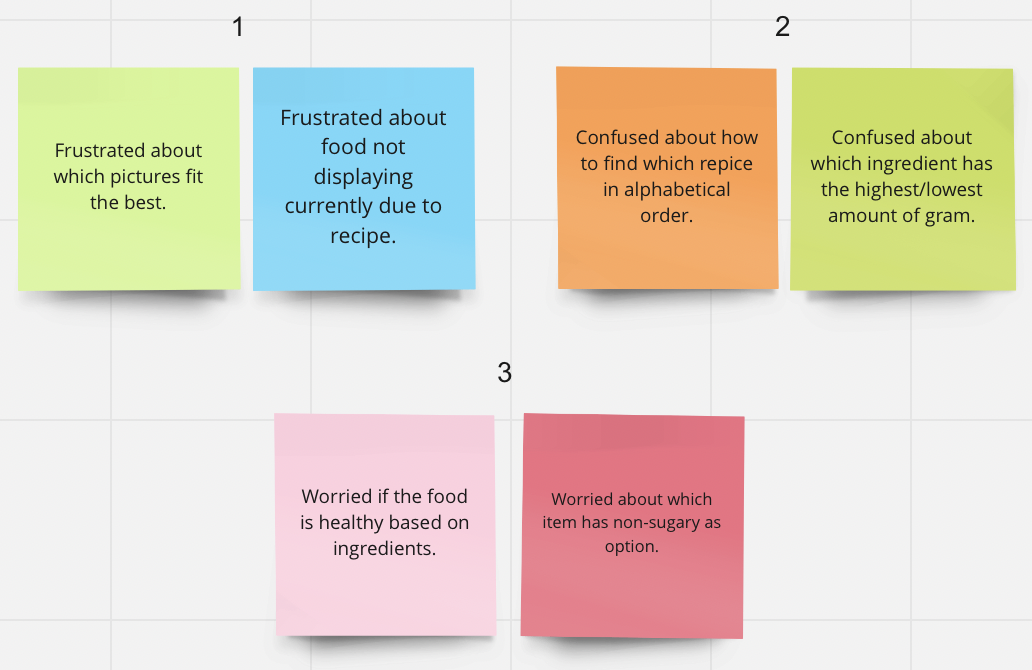 1
Frustrated about
which pictures fit
the best.
Frustrated about
food not
displaying
currently due to
recipe.
2
Confused about how
to find which repice
in alphabetical
order.
Confused about
which ingredient has
the highest/lowest
amount of gram.
3
Worried if the food
is healthy based on
ingredients.
Worried about which
item has non-sugary as
option.